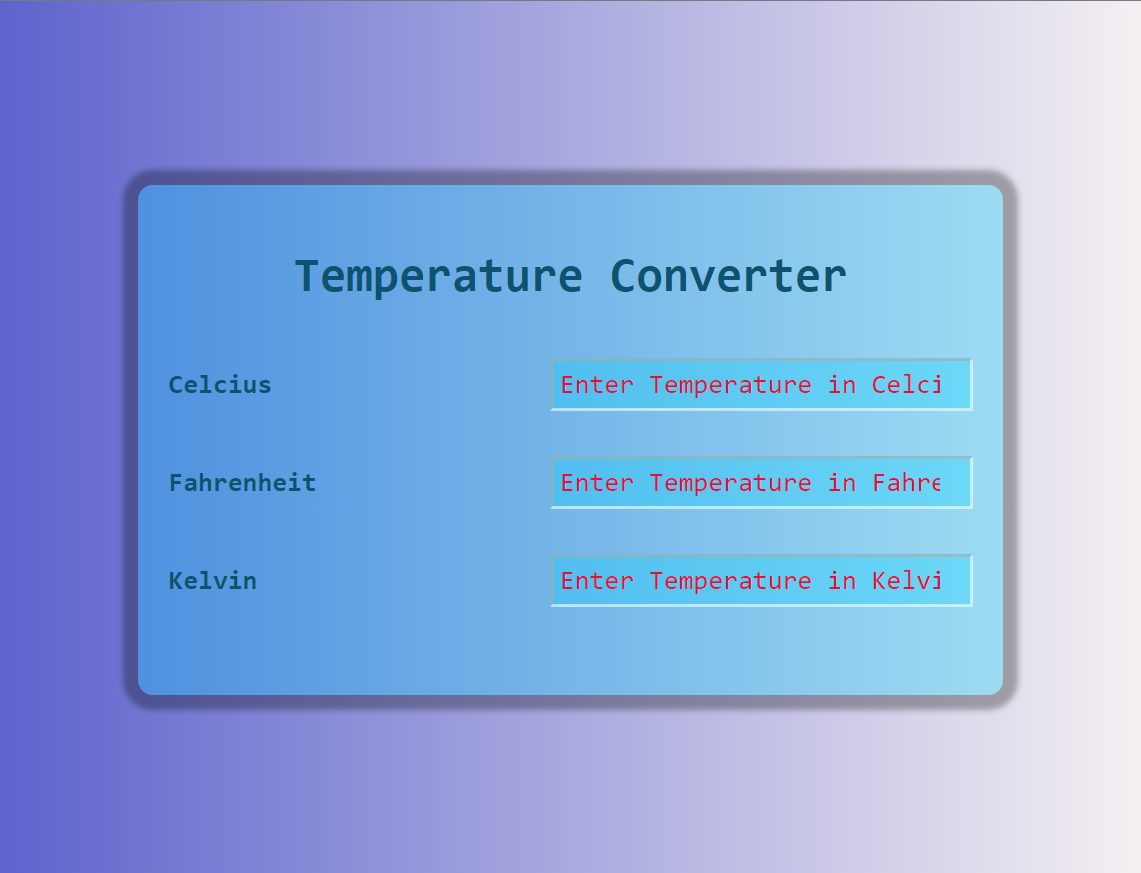 Temperature Converter
Celcius
Enter Temperature in Celci
Fahrenheit
Enter Temperature in Fahre
Kelvin
Enter Temperature in Kelvi